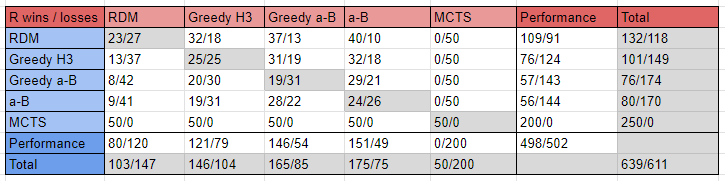 R wins / losses RDM Greedy H3 Greedy a-B a-B MCTS Performance Total
RDM 23/27 32/18 37/13 40/10 0/50 109/91 132/118
Greedy H3 13/37 25/25 31/19 32/18 0/50 76/124 101/149
Greedy a-B 8/42 20/30 19/31 29/21 0/50 57/143 76/174
a-B 9/41 19/31 28/22 24/26 0/50 56/144 80/170
MCTS 50/0 50/0 50/0 50/0 50/0 200/0 250/0
Performance 80/120 121/79 146/54 151/49 0/200 498/502
Total 103/147 146/104 165/85 175/75 50/200 639/611